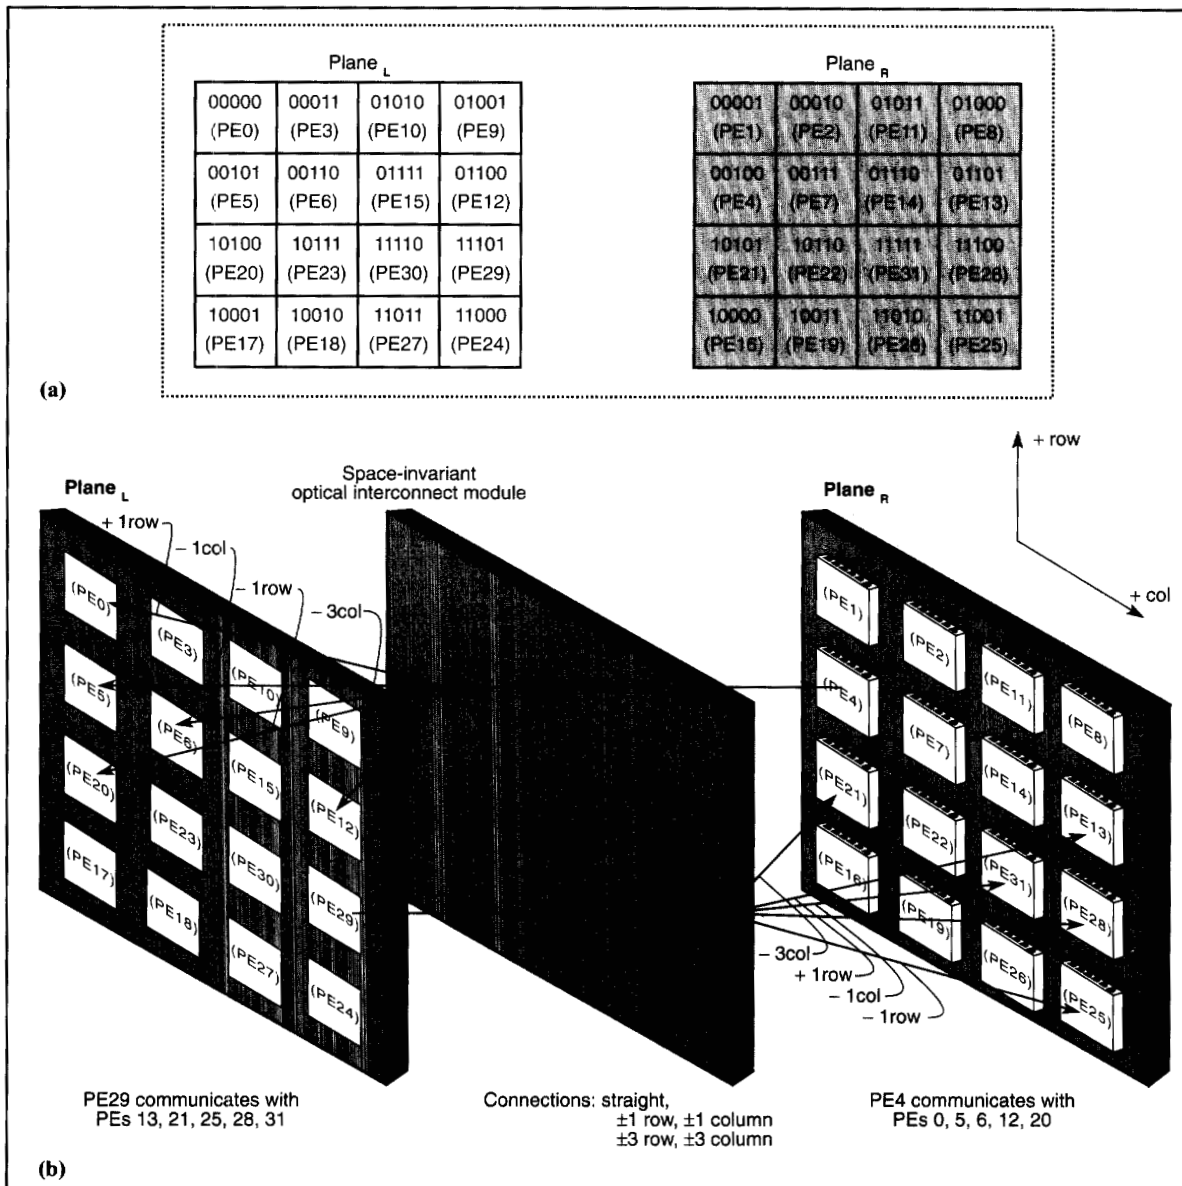 Plane L
Plane R
00000 00011 01010 01001
(PE0) (PE3) (PE10) (PE9)
00101 00110 01111 01100
(PE5) (PE6) (PE15) (PE12)
10100 10111 11110 11101
(PE20) (PE23) (PE30) (PE29)
10001 10010 11011 11000
(PE17) (PE18) (PE27) (PE24)
00001 00010 01011 01000
(PE1) (PE2) (PE11) (PE8)
00100 00111 01110 01101
(PE4) (PE7) (PE14) (PE13)
10101 10110 11111 11100
(PE21) (PE22) (PE31) (PE28)
10000 10011 11010 11001
(PE16) (PE19) (PE26) (PE25)
(a)
+ row
+ col
Plane L
Space-invariant
optical interconnect module
Plane R
+ 1row
- 1col
- 1row
- 3col
(PE0)
(PE3)
(PE10)
(PE9)
(PE5)
(PE6)
(PE15)
(PE12)
(PE20)
(PE23)
(PE30)
(PE29)
(PE17)
(PE18)
(PE27)
(PE24)
(PE1)
(PE2)
(PE11)
(PE8)
(PE4)
(PE7)
(PE14)
(PE13)
(PE21)
(PE22)
(PE31)
(PE28)
(PE16)
(PE19)
(PE26)
(PE25)
- 3col
+ 1row
- 1col
- 1row
PE29 communicates with
PEs 13, 21, 25, 28, 31
Connections: straight,
±1 row, ±1 column
±3 row, ±3 column
PE4 communicates with
PEs 0, 5, 6, 12, 20
(b)